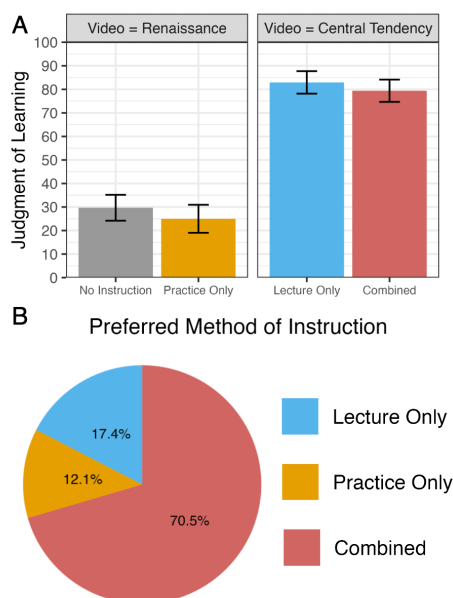 A
Video = Renaissance
Video = Central Tendency
Judgment of Learning
100
90
80
70
60
50
40
30
20
10
0
No Instruction
Practice Only
Lecture Only
Combined
B
Preferred Method of Instruction
17.4%
12.1%
70.5%
Lecture Only
Practice Only
Combined